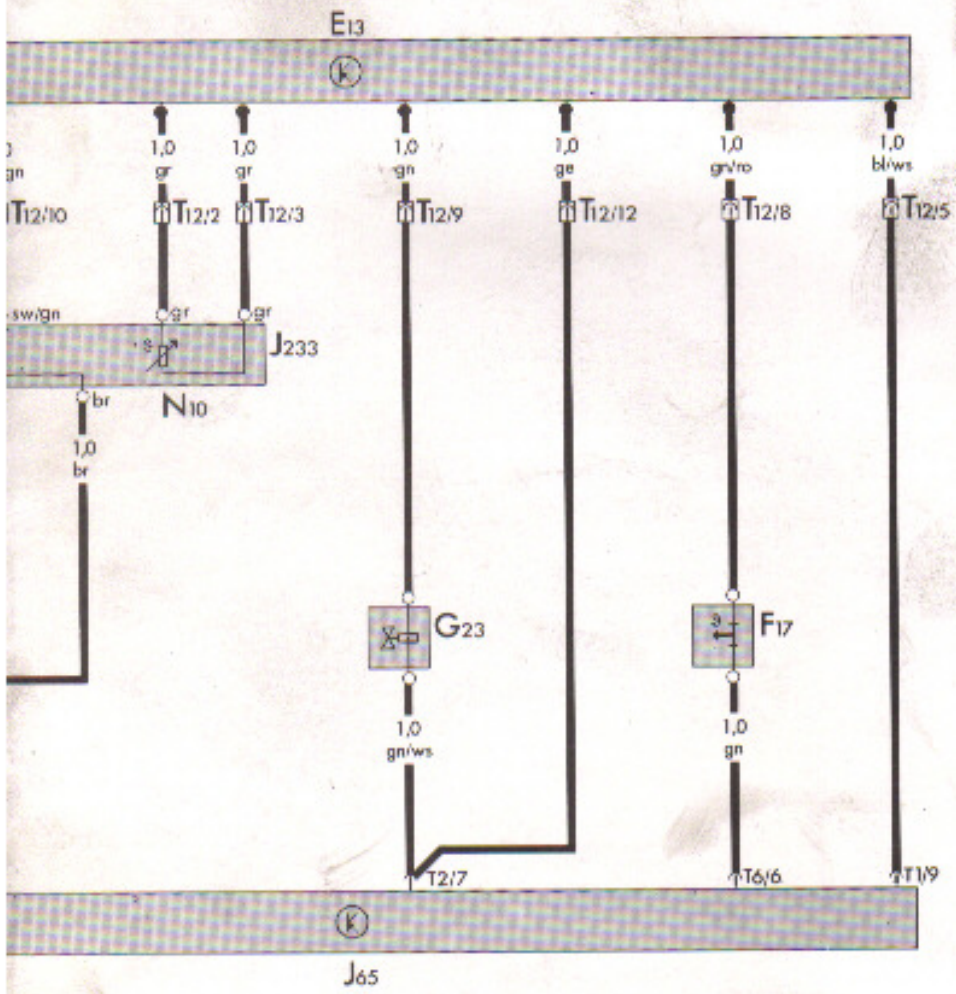 E13
1,0 gr
1,0 gr
1,0 gn
1,0 ge
1,0 gn/ro
1,0 bl/ws
gn
T12/10
T12/2
T12/3
T12/9
T12/12
T12/8
T12/5
sw/gn
gr
gr
J233
N10
br
1,0
br
G23
F17
1,0
gn/ws
1,0
gn
T2/7
T6/6
T1/9
J65